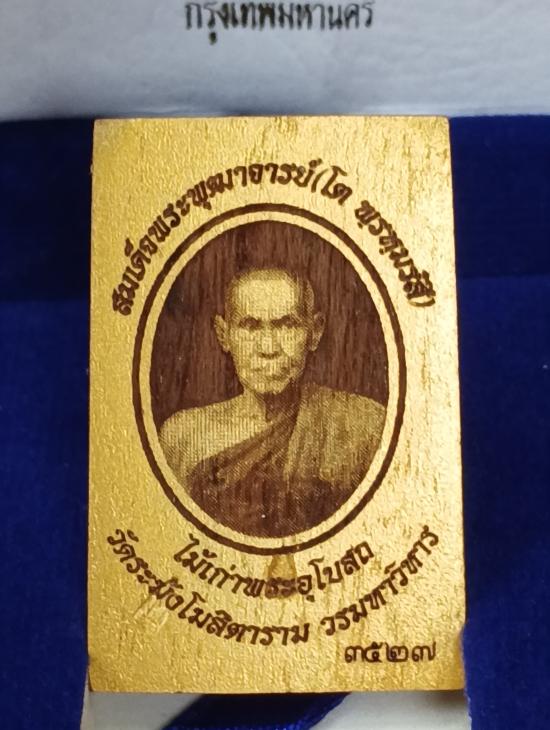 กรุงเทพมหานคร
สมเด็จพระพุฒาจารย์(โต พฺรหฺมรํสี)
ไม้เก่าพระอุโบสถ
วัดระฆังโฆสิตาราม วรมหาวิหาร
๓๕๒๗